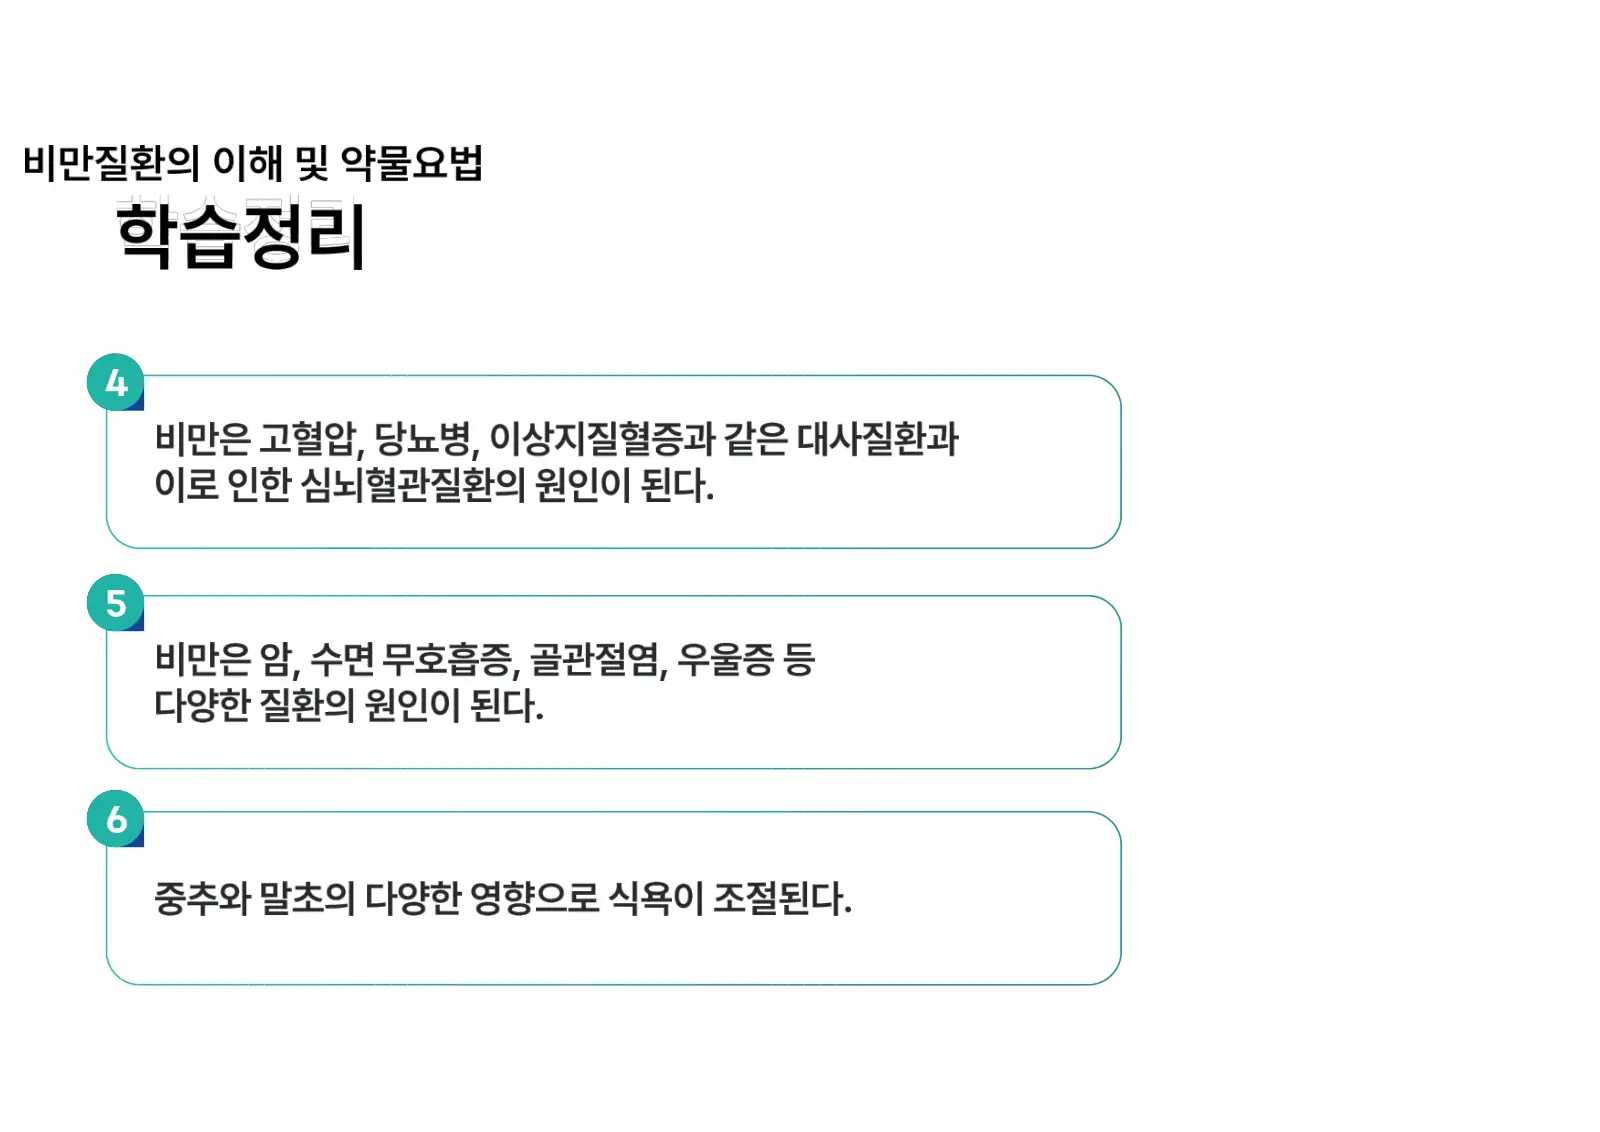 비만질환의 이해 및 약물요법
학습정리
4
비만은 고혈압, 당뇨병, 이상지질혈증과 같은 대사질환과
이로 인한 심뇌혈관질환의 원인이 된다.
5
비만은 암, 수면 무호흡증, 골관절염, 우울증 등
다양한 질환의 원인이 된다.
6
중추와 말초의 다양한 영향으로 식욕이 조절된다.